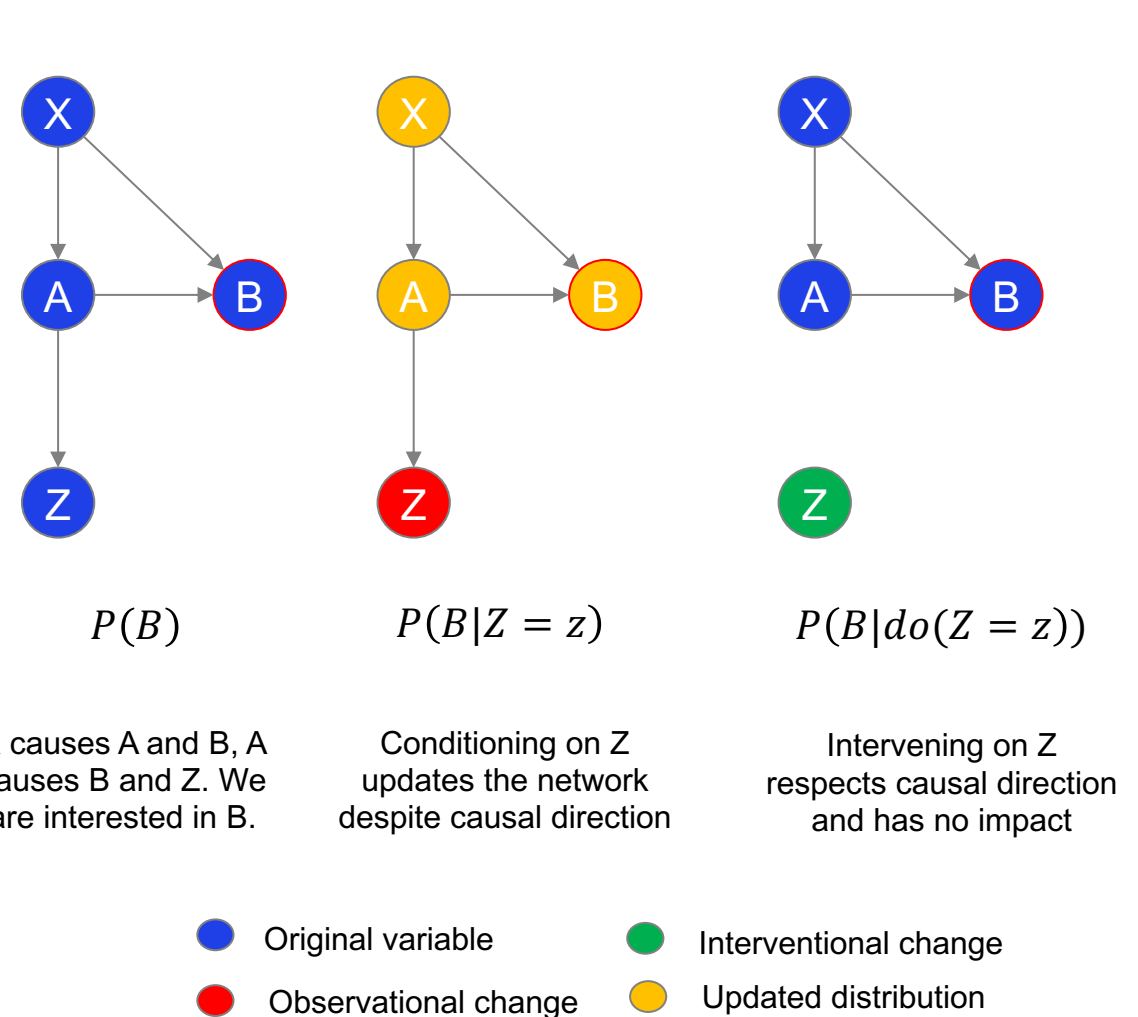 X X X
A B A B A B
Z Z Z
P(B) P(B|Z = z) P(B|do(Z = z))
causes A and B, A
causes B and Z. We
are interested in B.
Conditioning on Z
updates the network
despite causal direction
Intervening on Z
respects causal direction
and has no impact
Original variable
Interventional change
Observational change
Updated distribution